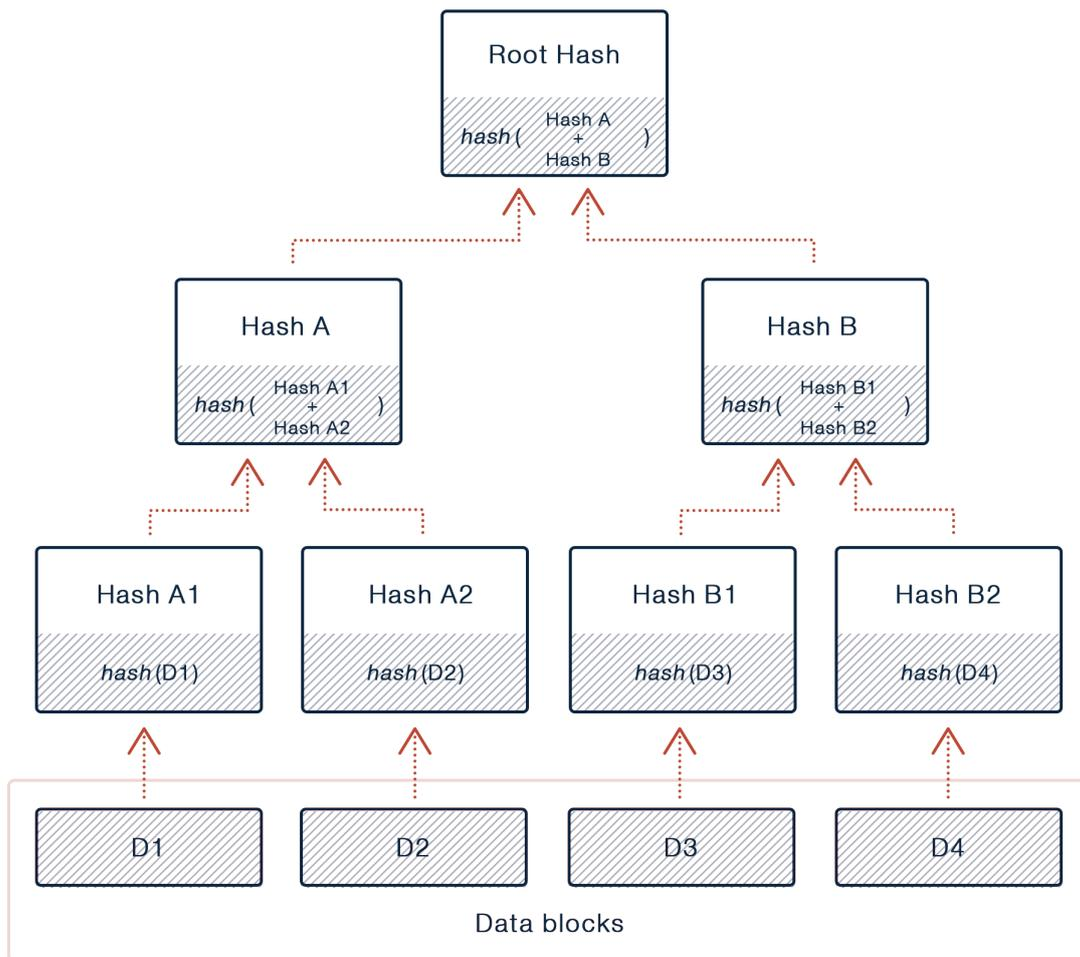 Root Hash
hash( Hash A + Hash B )
Hash A
hash( Hash A1 + Hash A2 )
Hash B
hash( Hash B1 + Hash B2 )
Hash A1
hash(D1)
Hash A2
hash(D2)
Hash B1
hash(D3)
Hash B2
hash(D4)
D1
D2
D3
D4
Data blocks